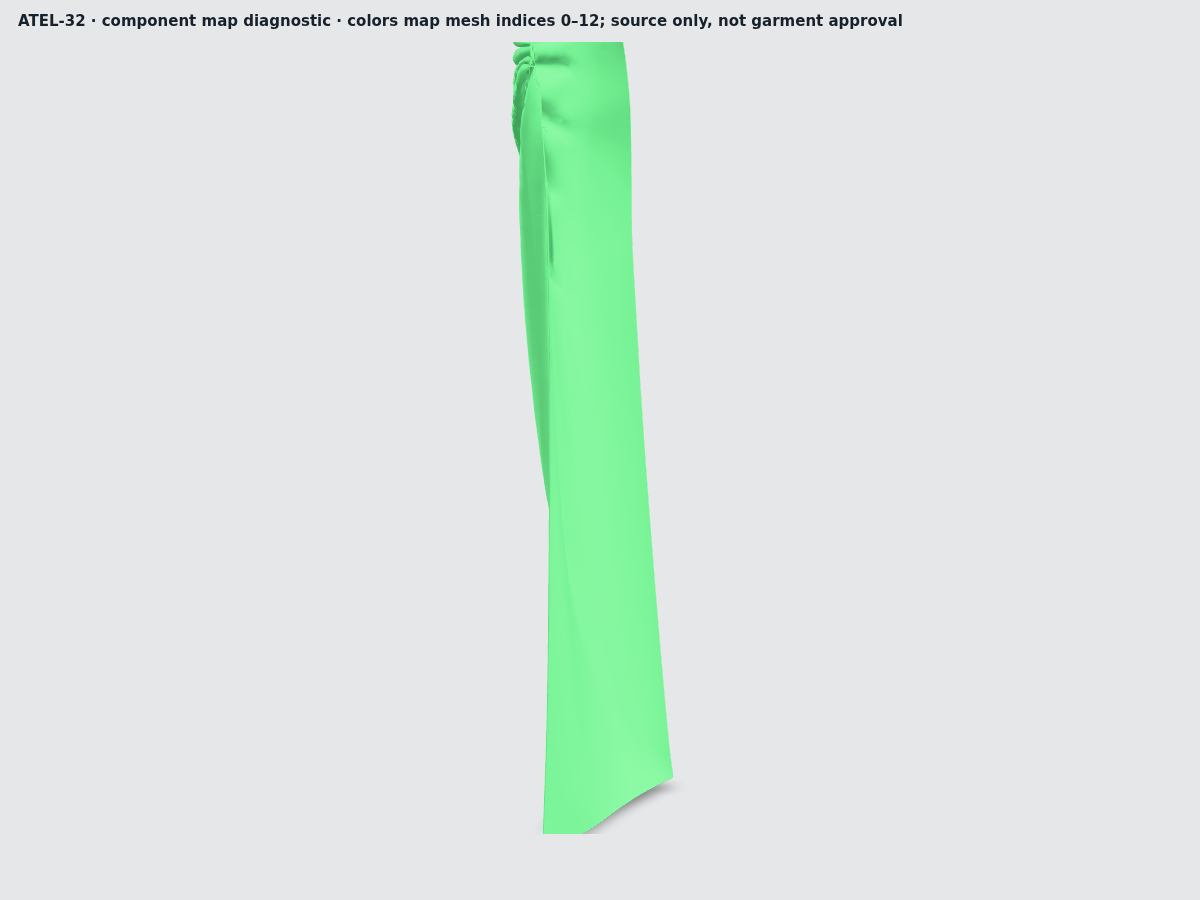 ATEL-32 · component map diagnostic · colors map mesh indices 0–12; source only, not garment approval